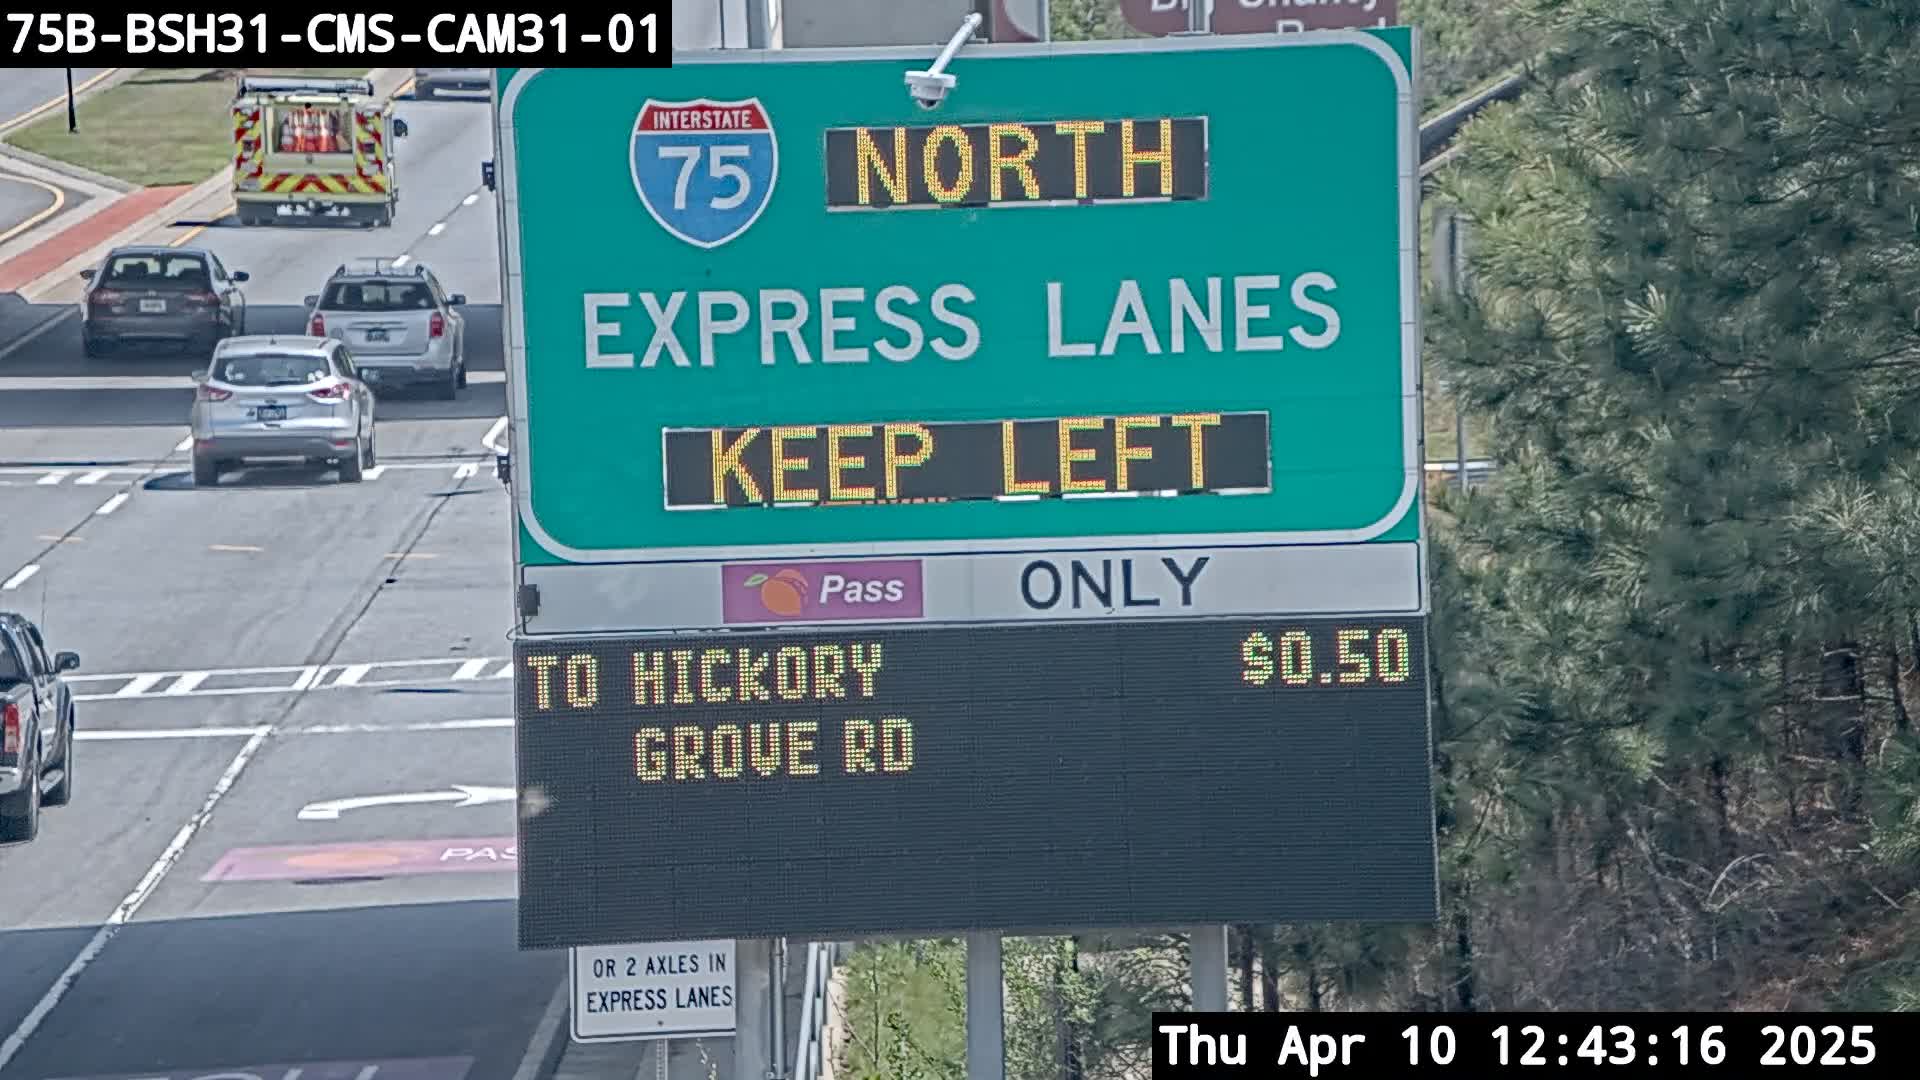 75B-BSH31-CMS-CAM31-01
INTERSTATE
75
NORTH
EXPRESS LANES
KEEP LEFT
Pass ONLY
TO HICKORY $0.50
GROVE RD
PAS
OR 2 AXLES IN
EXPRESS LANES
Thu Apr 10 12:43:16 2025